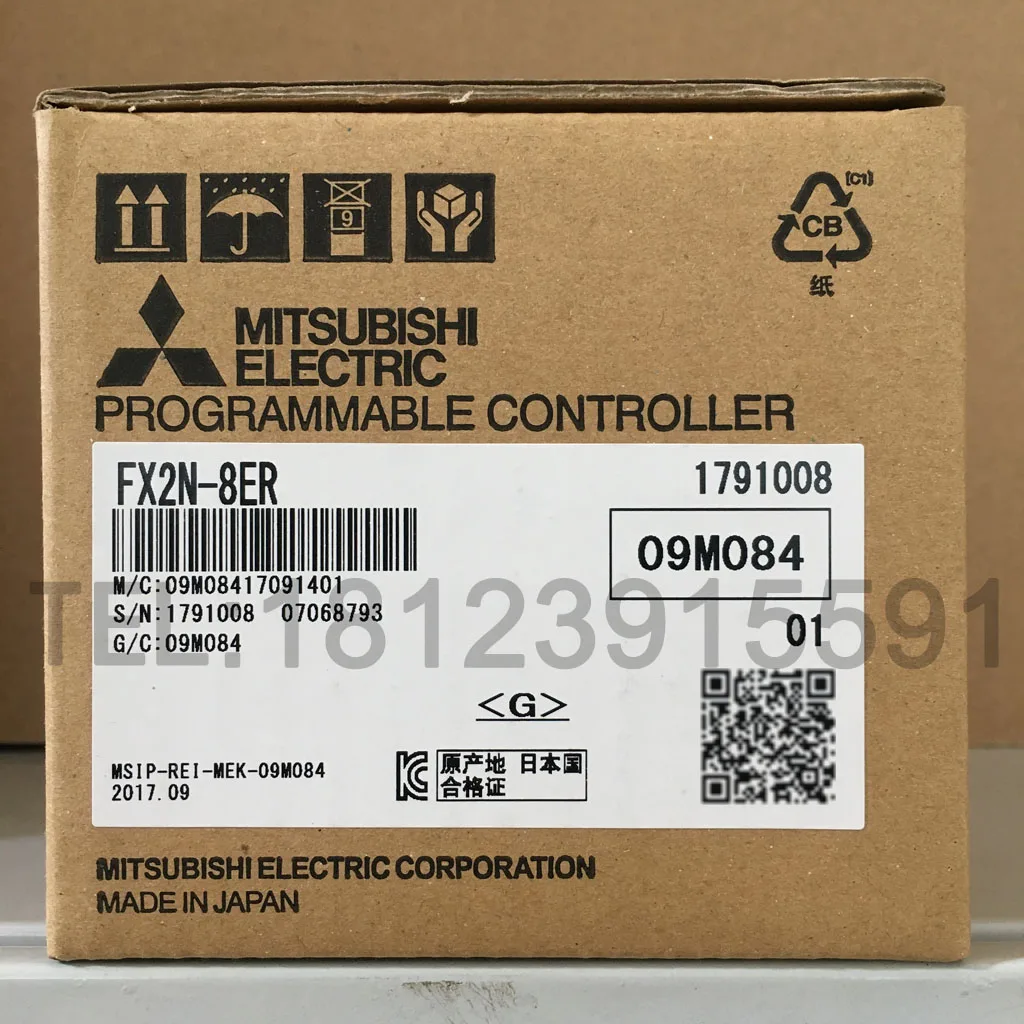 [C1]
9
CB
纸
MITSUBISHI
ELECTRIC
PROGRAMMABLE CONTROLLER
FX2N-8ER
1791008
09M084
M/C:09M08417091401
S/N:1791008 07068793
G/C:09M084
TEL:18123915591
01
<G>
MSIP-REI-MEK-09M084
2017.09
原产地 日本国
合格证
MITSUBISHI ELECTRIC CORPORATION
MADE IN JAPAN